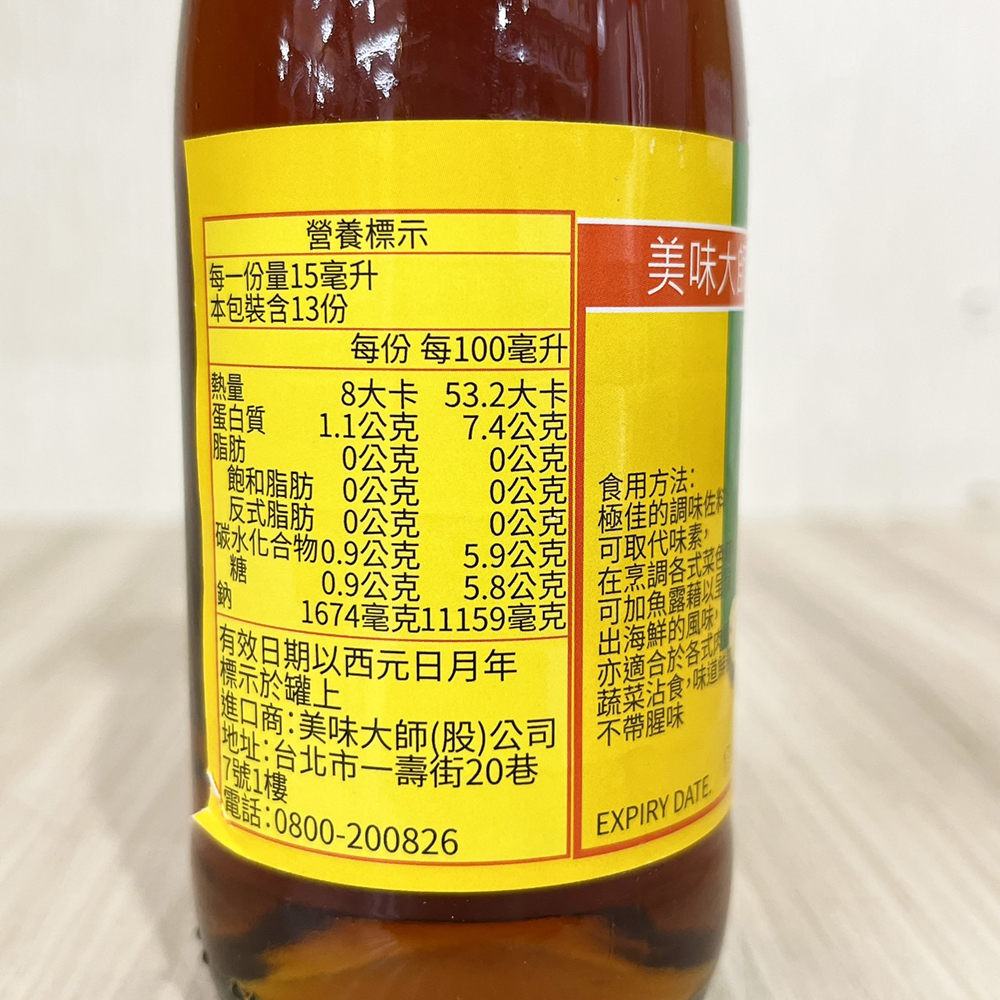 營養標示
每一份量15毫升
本包裝含13份
每份 每100毫升
熱量 8大卡 53.2大卡
蛋白質 1.1公克 7.4公克
脂肪 0公克 0公克
飽和脂肪 0公克 0公克
反式脂肪 0公克 0公克
碳水化合物 0.9公克 5.9公克
糖 0.9公克 5.8公克
鈉 1674毫克 11159毫克
有效日期以西元日月年
標示於罐上
進口商:美味大師(股)公司
地址:台北市一壽街20巷
7號1樓
電話:0800-200826
美味大師
食用方法:
極佳的調味佐料
可取代味素,
在烹調各式菜色
可加魚露藉以呈
出海鮮的風味,
亦適合於各式肉
蔬菜沾食,味道
不帶腥味
EXPIRY DATE.